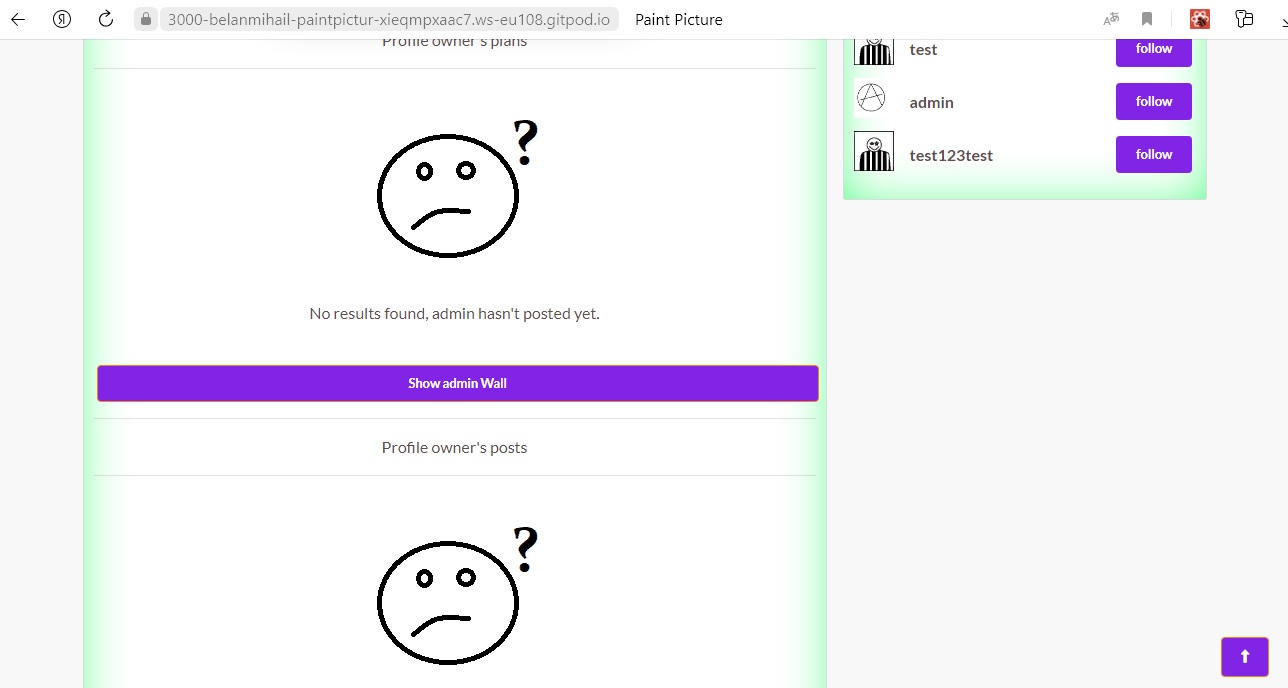 3000-belanmihail-paintpictur-xieqmpxaac7.ws-eu108.gitpod.io Paint Picture
Profile owner's plans
?
No results found, admin hasn't posted yet.
Show admin Wall
Profile owner's posts
?
test follow
admin follow
test123test follow